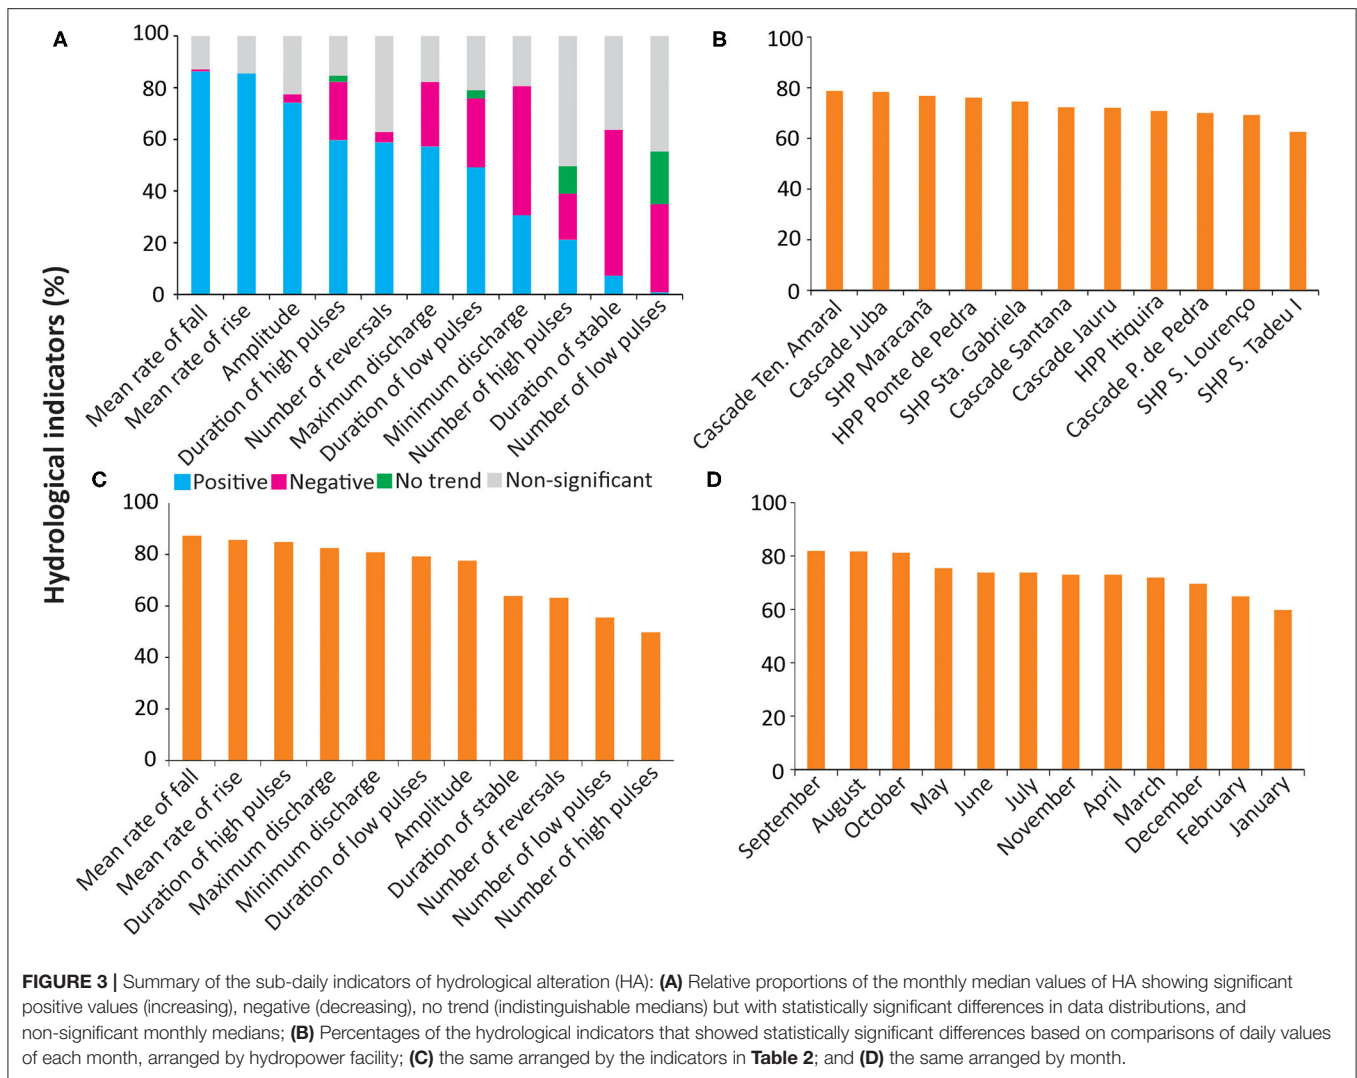 Hydrological indicators (%)
A
100
80
60
40
20
0
Mean rate of fall
Mean rate of rise
Amplitude
Duration of high pulses
Number of reversals
Maximum discharge
Duration of low pulses
Minimum discharge
Number of high pulses
Duration of stable
Number of low pulses
B
100
80
60
40
20
0
Cascade Ten. Amaral
Cascade Juba
SHP Maracanã
HPP Ponte de Pedra
SHP Sta. Gabriela
Cascade Santana
Cascade Jauru
HPP Itiquira
Cascade P. de Pedra
SHP S. Lourenço
SHP S. Tadeu I
Positive Negative No trend Non-significant
C
100
80
60
40
20
0
Mean rate of fall
Mean rate of rise
Duration of high pulses
Maximum discharge
Minimum discharge
Duration of low pulses
Amplitude
Duration of stable
Number of reversals
Number of low pulses
Number of high pulses
D
100
80
60
40
20
0
September
August
October
May
June
July
November
April
March
December
February
January
FIGURE 3 | Summary of the sub-daily indicators of hydrological alteration (HA): (A) Relative proportions of the monthly median values of HA showing significant
positive values (increasing), negative (decreasing), no trend (indistinguishable medians) but with statistically significant differences in data distributions, and
non-significant monthly medians; (B) Percentages of the hydrological indicators that showed statistically significant differences based on comparisons of daily values
of each month, arranged by hydropower facility; (C) the same arranged by the indicators in Table 2; and (D) the same arranged by month.